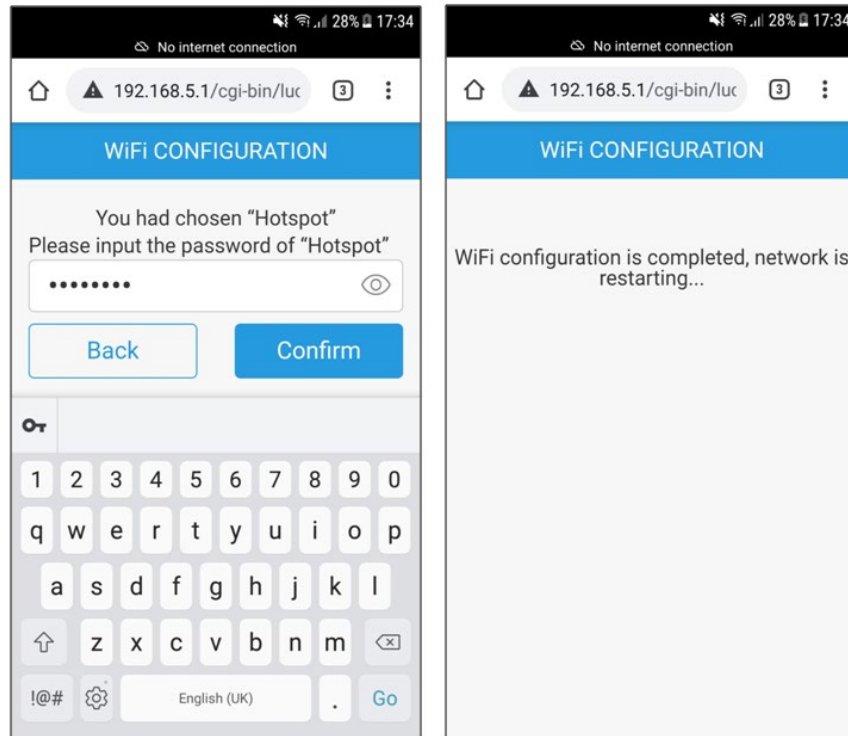 28% 17:34
No internet connection
192.168.5.1/cgi-bin/luc
3
WiFi CONFIGURATION
You had chosen “Hotspot”
Please input the password of “Hotspot”
••••••••
Back Confirm
1 2 3 4 5 6 7 8 9 0
q w e r t y u i o p
a s d f g h j k l
z x c v b n m
!@# English (UK) . Go
28% 17:34
No internet connection
192.168.5.1/cgi-bin/luc
3
WiFi CONFIGURATION
WiFi configuration is completed, network is
restarting...